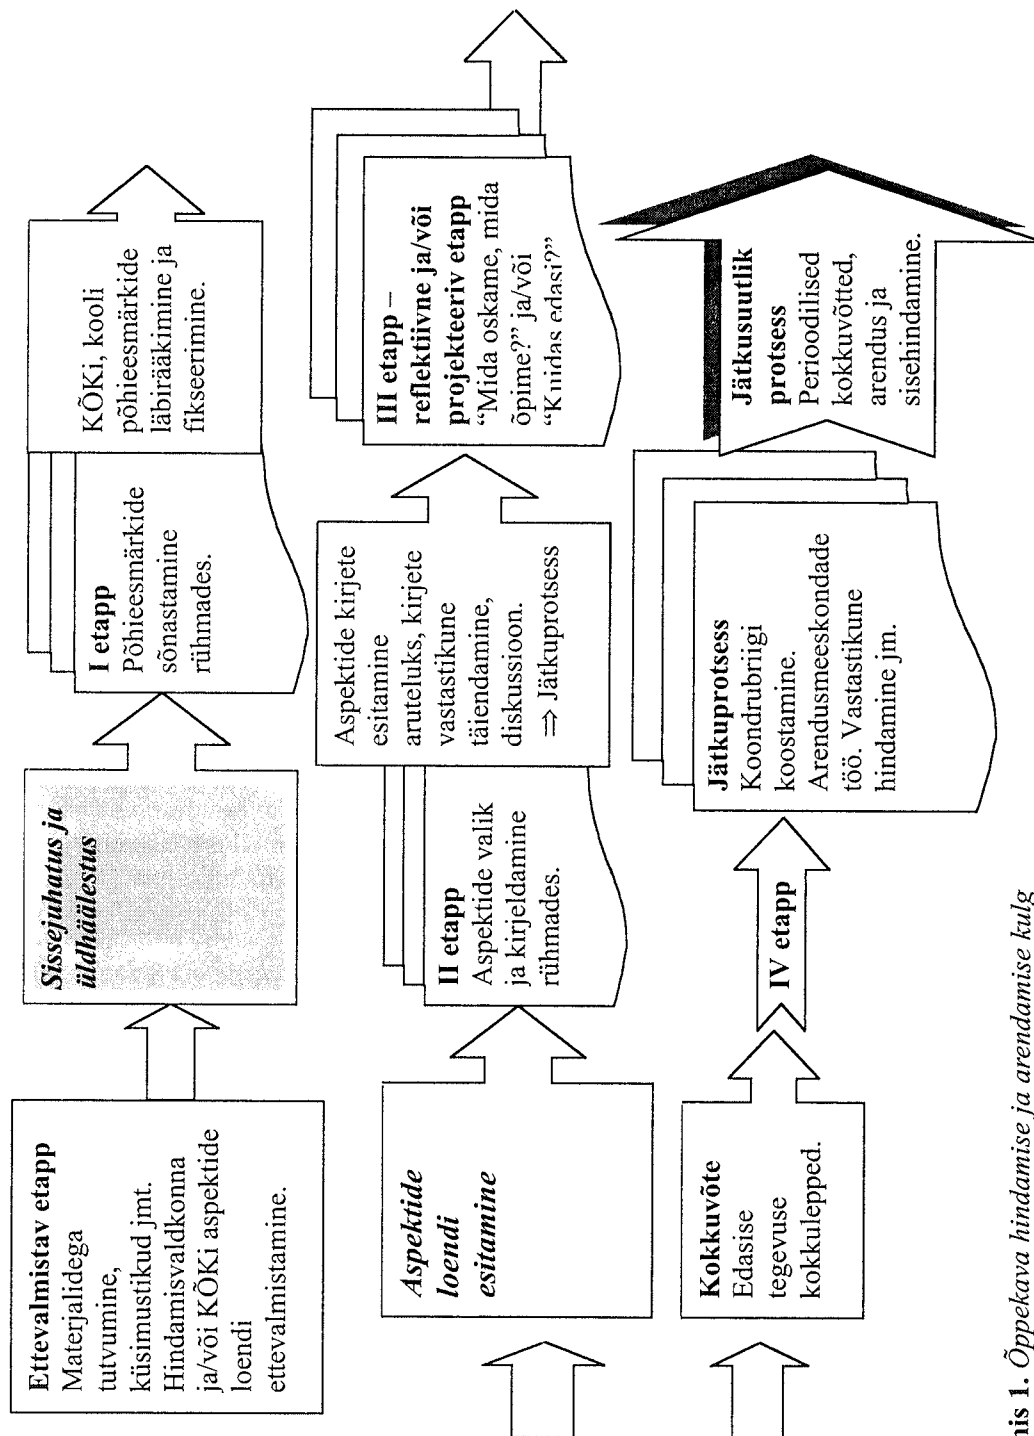 Ettevalmistav etapp
Materjalidega
tutvumine,
küsimustikud jmt.
Hindamisvaldkonna
ja/või KÕKi aspektide
loendi
ettevalmistamine.
Sissejuhatus ja
üldhäälestus
I etapp
Põhieesmärkide
sõnastamine
rühmades.
KÕKi, kooli
põhieesmärkide
läbirääkimine ja
fikseerimine.
Aspektide
loendi
esitamine
II etapp
Aspektide valik
ja kirjeldamine
rühmades.
Aspektide kirjete
esitamine
aruteluks, kirjete
vastastikune
täiendamine,
diskussioon.
⇒ Jätkuprotsess
III etapp –
reflektiivne ja/või
projekteeriv etapp
“Mida oskame, mida
õpime?” ja/või
“Kuidas edasi?”
Kokkuvõte
Edasise
tegevuse
kokkulepped.
IV etapp
Jätkuprotsess
Koondrubriigi
koostamine.
Arendusmeeskondade
töö. Vastastikune
hindamine jm.
Jätkusuutlik
protsess
Perioodilised
kokkuvõtted,
arendus ja
sisehindamine.
1. Õppekava hindamise ja arendamise kulg